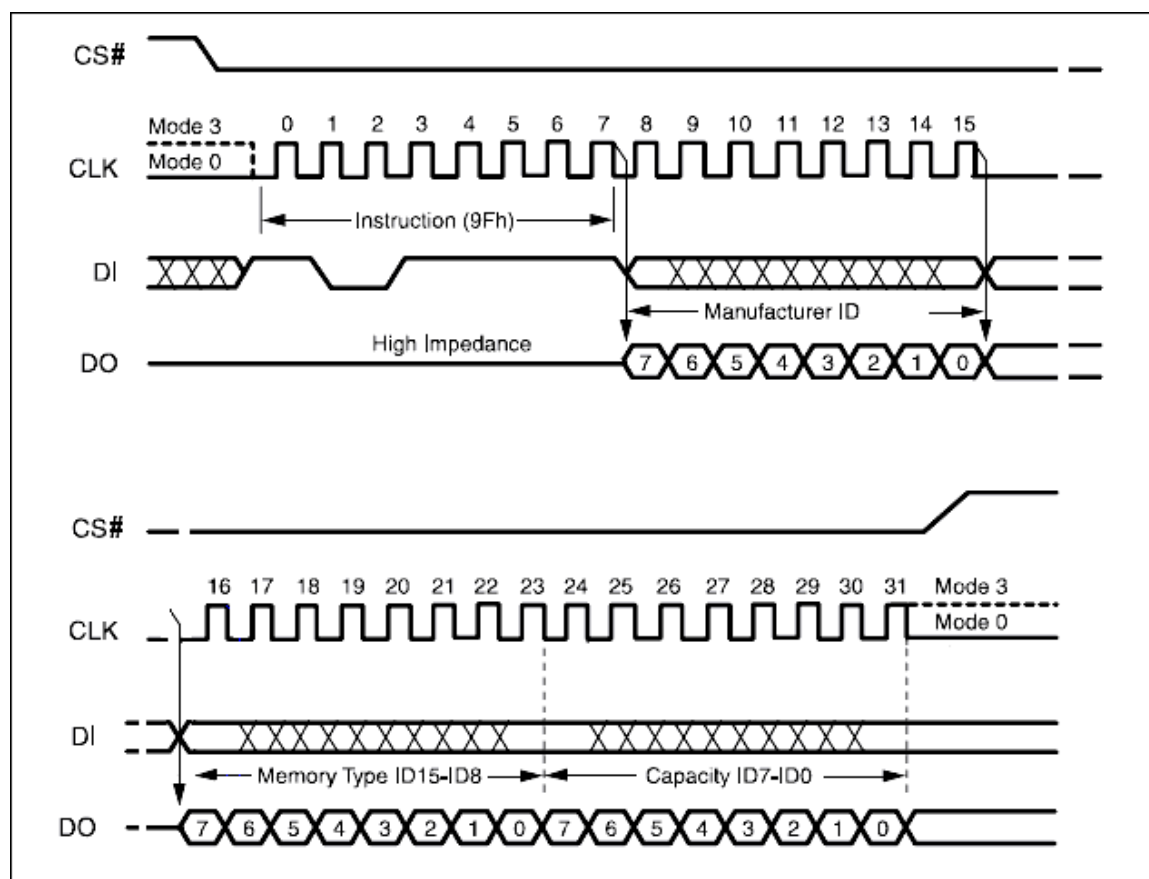 CS#
Mode 3
0 1 2 3 4 5 6 7 8 9 10 11 12 13 14 15
CLK
Mode 0
Instruction (9Fh)
DI
Manufacturer ID
High Impedance
DO
7 6 5 4 3 2 1 0
CS#
16 17 18 19 20 21 22 23 24 25 26 27 28 29 30 31
Mode 3
CLK
Mode 0
DI
Memory Type ID15-ID8
Capacity ID7-ID0
DO
7 6 5 4 3 2 1 0 7 6 5 4 3 2 1 0